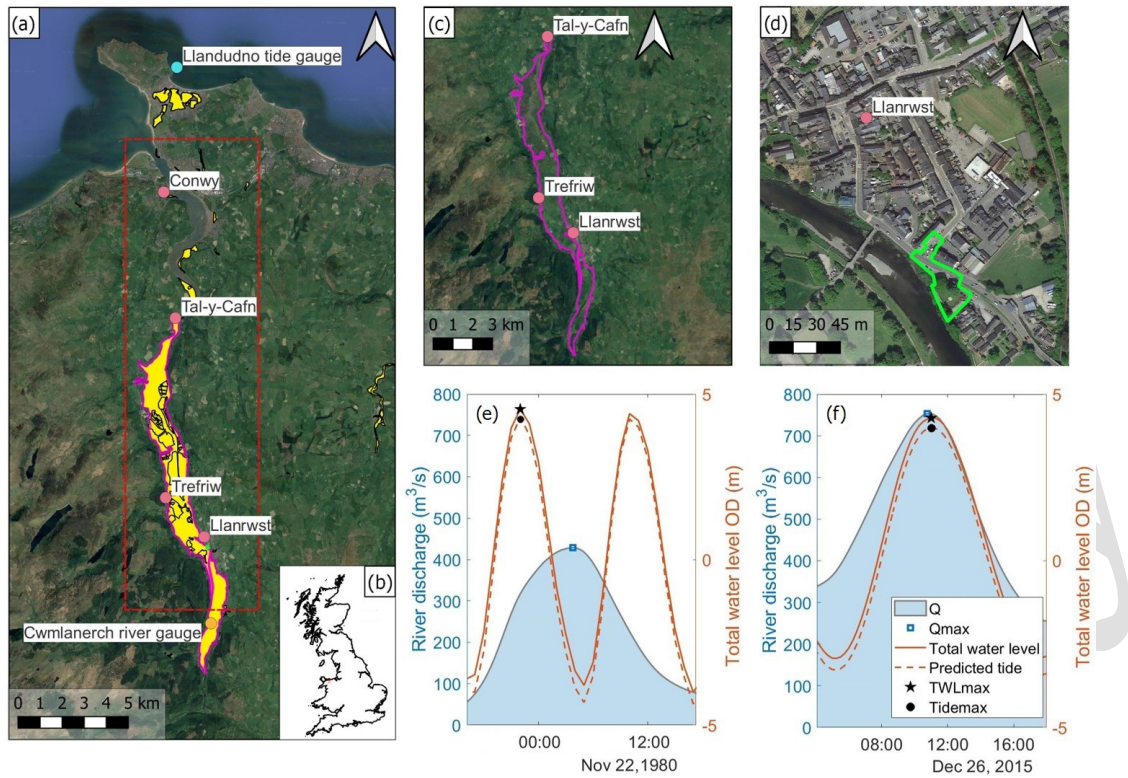 (a)
Llandudno tide gauge
Conwy
Tal-y-Cafn
Trefriw
Llanrwst
Cwmlanerch river gauge
0 1 2 3 4 5 km
(b)
(c)
Tal-y-Cafn
Trefriw
Llanrwst
0 1 2 3 km
(d)
Llanrwst
0 15 30 45 m
(e)
River discharge (m³/s)
800
700
600
500
400
300
200
100
0
5
0
-5
Total water level OD (m)
00:00 12:00
Nov 22,1980
(f)
River discharge (m³/s)
800
700
600
500
400
300
200
100
0
5
0
-5
Total water level OD (m)
08:00 12:00 16:00
Dec 26, 2015
Q
Qmax
Total water level
Predicted tide
TWLmax
Tidemax